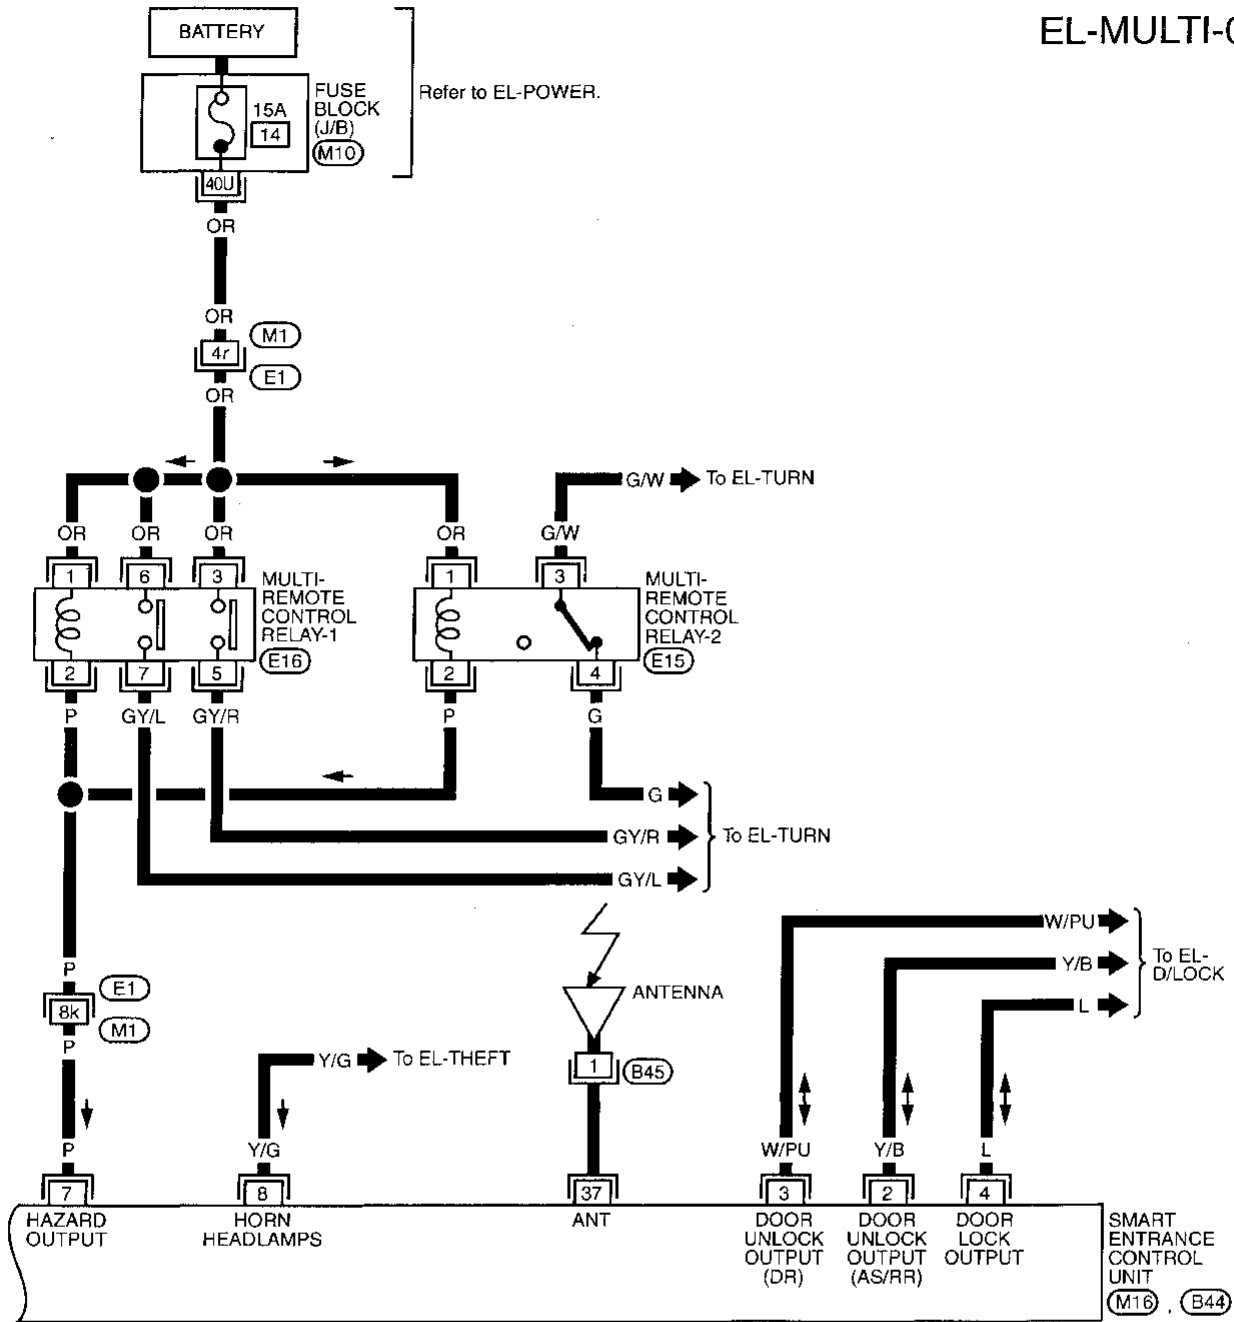 EL-MULTI-0
BATTERY
FUSE
BLOCK
(J/B)
M10
15A
14
Refer to EL-POWER.
40U
OR
OR
4r
M1
E1
OR
G/W
To EL-TURN
OR
OR
OR
OR
G/W
1
6
3
1
3
MULTI-
REMOTE
CONTROL
RELAY-1
E16
MULTI-
REMOTE
CONTROL
RELAY-2
E15
2
7
5
2
4
P
GY/L
GY/R
P
G
G
GY/R
To EL-TURN
GY/L
W/PU
Y/B
To EL-
D/LOCK
L
P
E1
8k
M1
P
ANTENNA
Y/G
To EL-THEFT
1
B45
P
Y/G
W/PU
Y/B
L
7
8
37
3
2
4
HAZARD
OUTPUT
HORN
HEADLAMPS
ANT
DOOR
UNLOCK
OUTPUT
(DR)
DOOR
UNLOCK
OUTPUT
(AS/RR)
DOOR
LOCK
OUTPUT
SMART
ENTRANCE
CONTROL
UNIT
M16 , B44